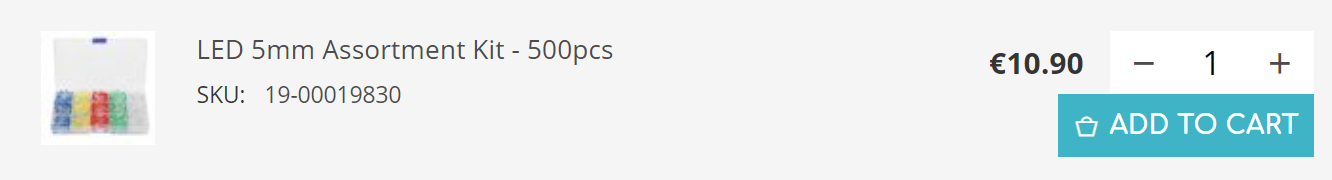 LED 5mm Assortment Kit - 500pcs
SKU: 19-00019830
€10.90
− 1 +
ADD TO CART